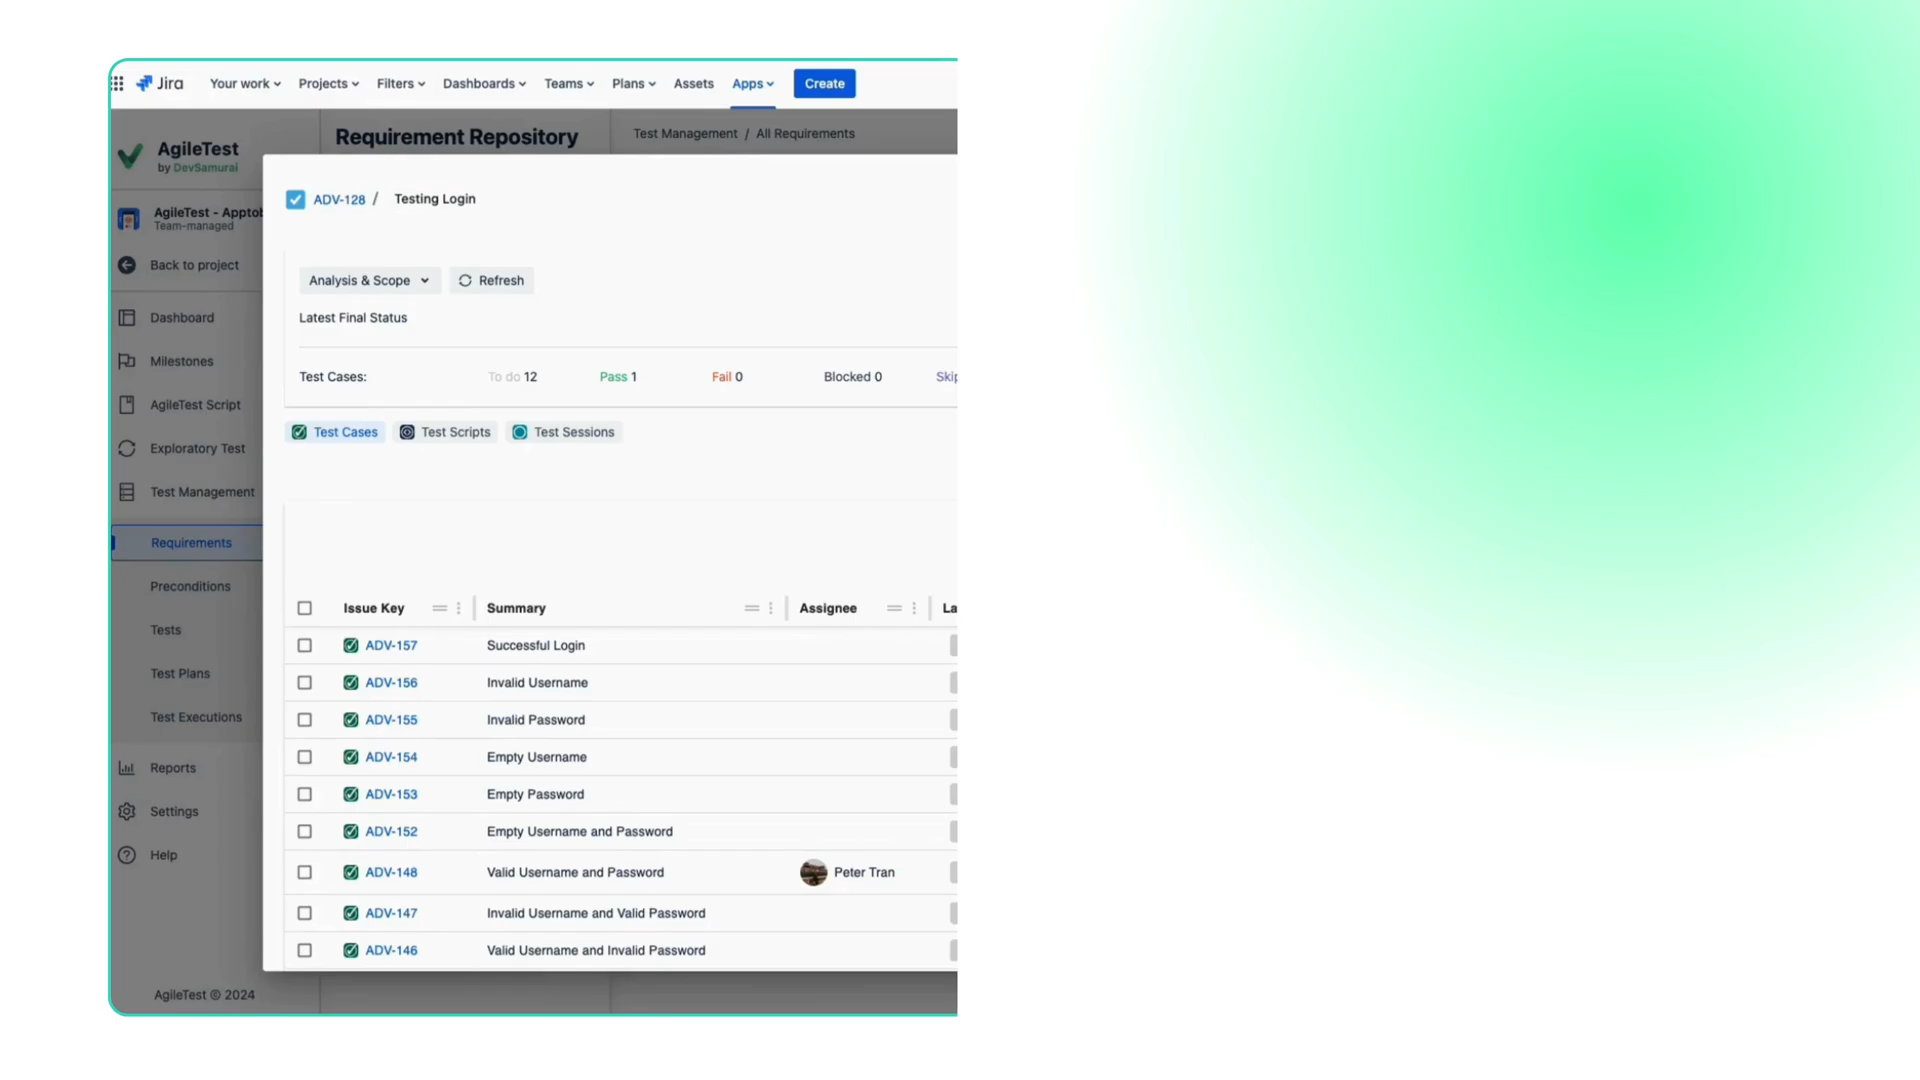 Jira Your work Projects Filters Dashboards Teams Plans Assets Apps Create
AgileTest
by DevSamurai
Requirement Repository
Test Management / All Requirements
ADV-128 / Testing Login
AgileTest - Apptob
Team-managed
Back to project
Analysis & Scope Refresh
Latest Final Status
Dashboard
Milestones
Test Cases: To do 12 Pass 1 Fail 0 Blocked 0 Skip
AgileTest Script
Test Cases Test Scripts Test Sessions
Exploratory Test
Test Management
Requirements
Preconditions
Tests
Test Plans
Test Executions
Reports
Settings
Help
Issue Key Summary Assignee La
ADV-157 Successful Login
ADV-156 Invalid Username
ADV-155 Invalid Password
ADV-154 Empty Username
ADV-153 Empty Password
ADV-152 Empty Username and Password
ADV-148 Valid Username and Password Peter Tran
ADV-147 Invalid Username and Valid Password
ADV-146 Valid Username and Invalid Password
AgileTest © 2024